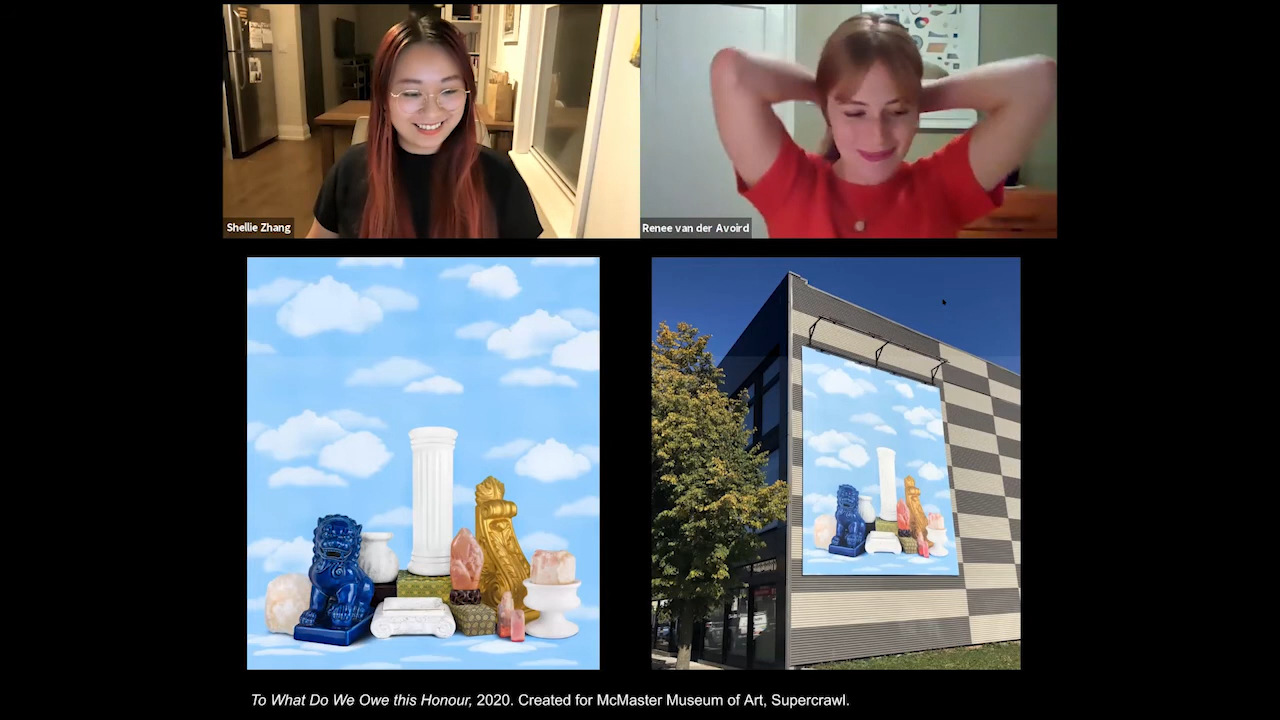 Shellie Zhang
Renee van der Avoird
To What Do We Owe this Honour, 2020. Created for McMaster Museum of Art, Supercrawl.